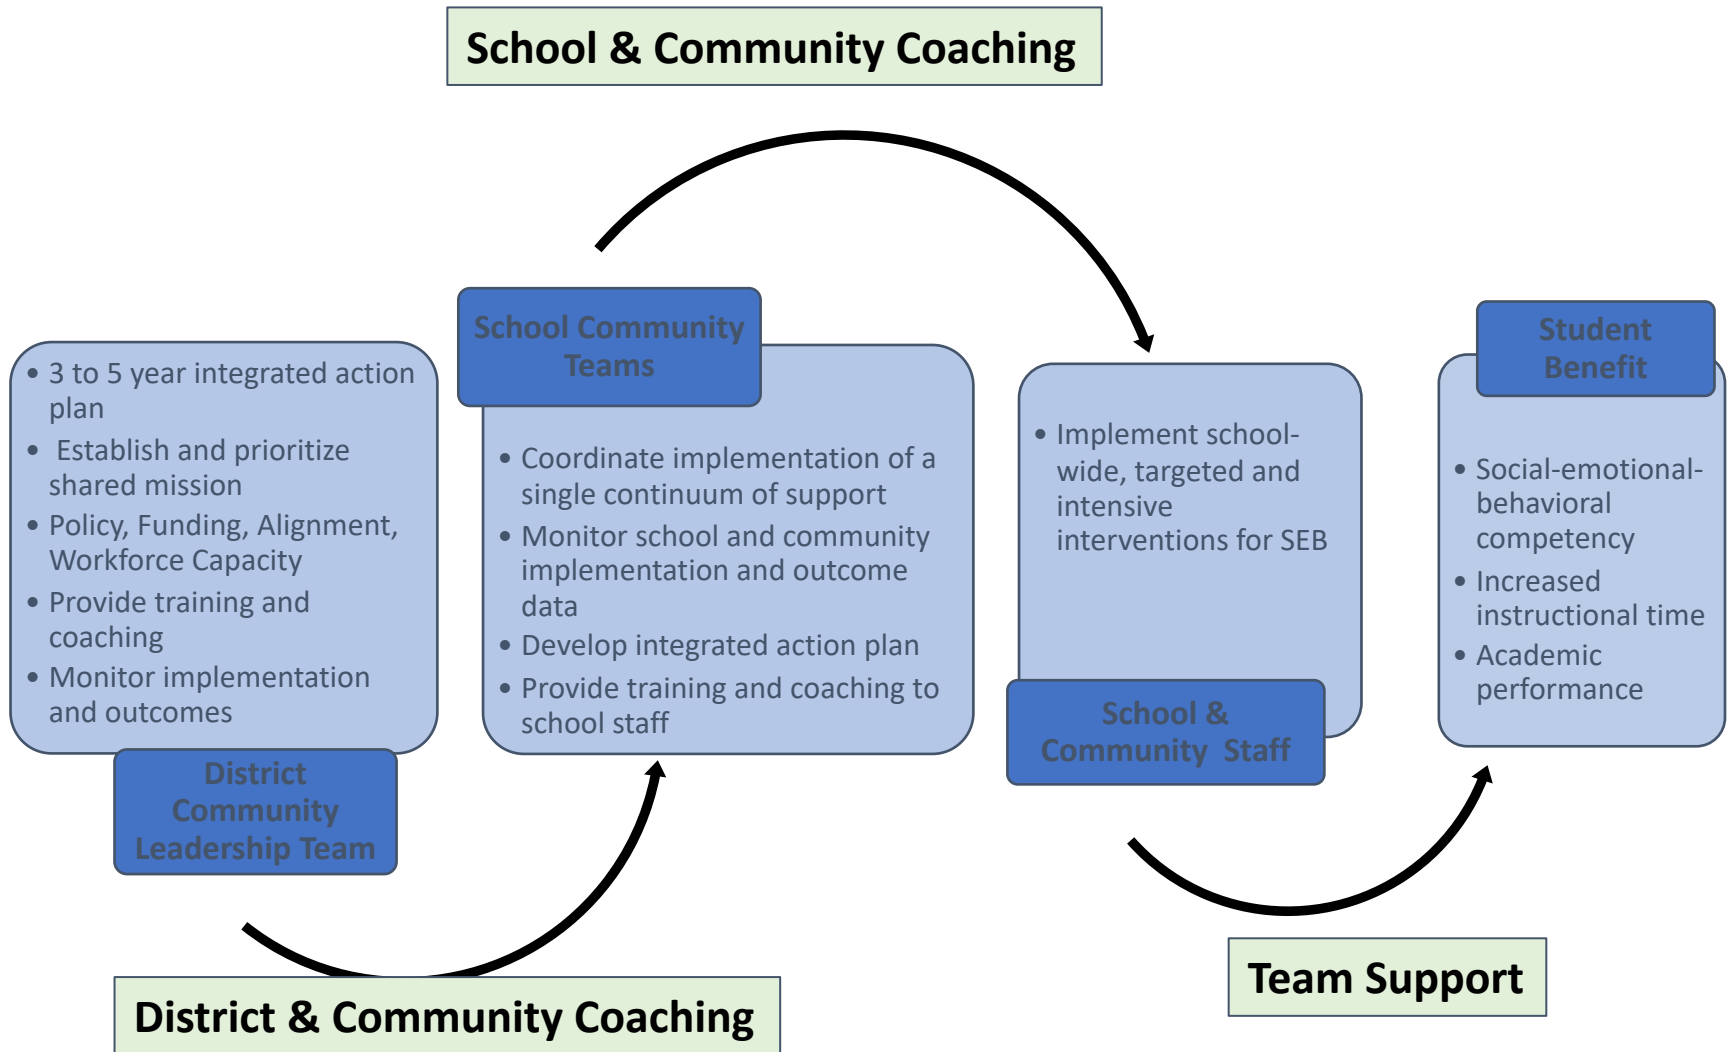 School & Community Coaching
• 3 to 5 year integrated action
plan
• Establish and prioritize
shared mission
• Policy, Funding, Alignment,
Workforce Capacity
• Provide training and
coaching
• Monitor implementation
and outcomes
District
Community
Leadership Team
School Community
Teams
• Coordinate implementation of a
single continuum of support
• Monitor school and community
implementation and outcome
data
• Develop integrated action plan
• Provide training and coaching to
school staff
• Implement school-
wide, targeted and
intensive
interventions for SEB
School &
Community Staff
Student
Benefit
• Social-emotional-
behavioral
competency
• Increased
instructional time
• Academic
performance
District & Community Coaching
Team Support